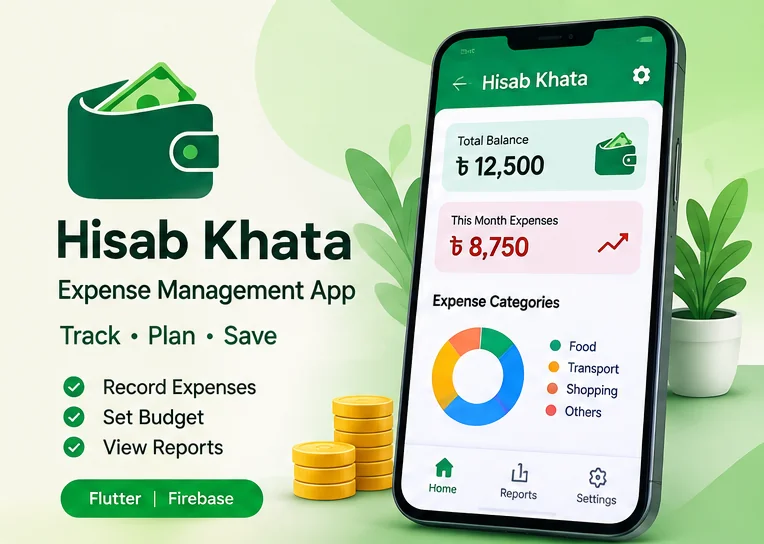 Hisab Khata
Expense Management App
Track • Plan • Save
Record Expenses
Set Budget
View Reports
Flutter | Firebase
Hisab Khata
Total Balance
৳ 12,500
This Month Expenses
৳ 8,750
Expense Categories
Food
Transport
Shopping
Others
Home
Reports
Settings